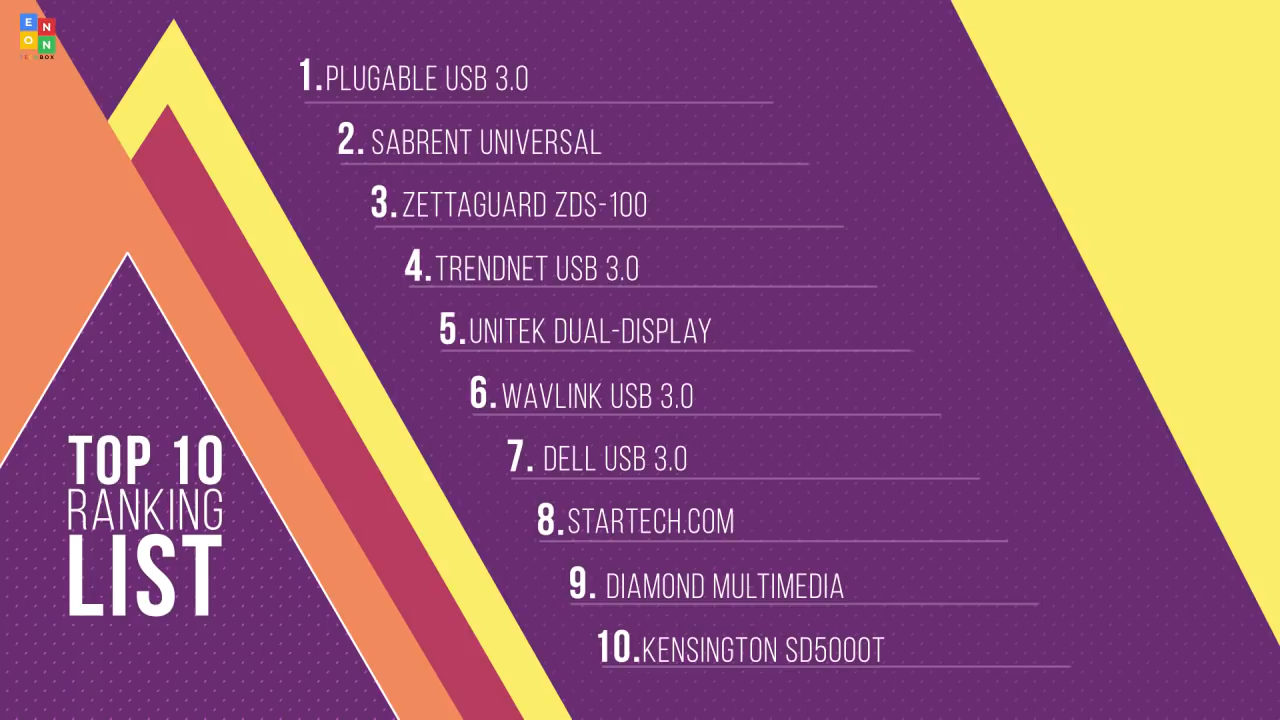 E N
O N
TECHBOX
1. PLUGABLE USB 3.0
2. SABRENT UNIVERSAL
3. ZETTAGUARD ZDS-100
4. TRENDNET USB 3.0
5. UNITEK DUAL-DISPLAY
6. WAVLINK USB 3.0
7. DELL USB 3.0
8. STARTECH.COM
9. DIAMOND MULTIMEDIA
10. KENSINGTON SD5000T
TOP 10
RANKING
LIST